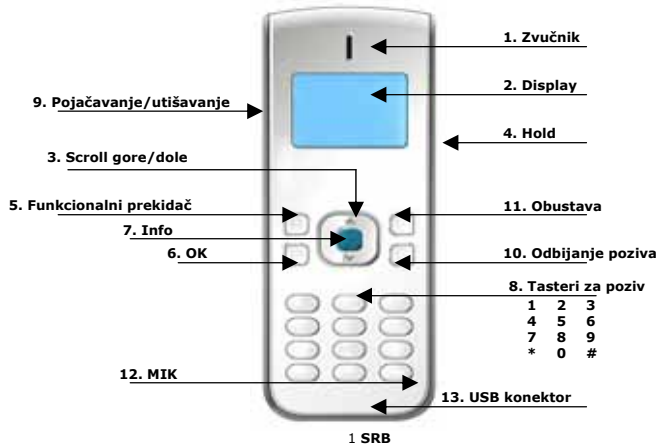 1. Zvučnik
2. Display
9. Pojačavanje/utišavanje
4. Hold
3. Scroll gore/dole
5. Funkcionalni prekidač
11. Obustava
7. Info
6. OK
10. Odbijanje poziva
8. Tasteri za poziv
1 2 3
4 5 6
7 8 9
* 0 #
12. MIK
13. USB konektor
1 SRB